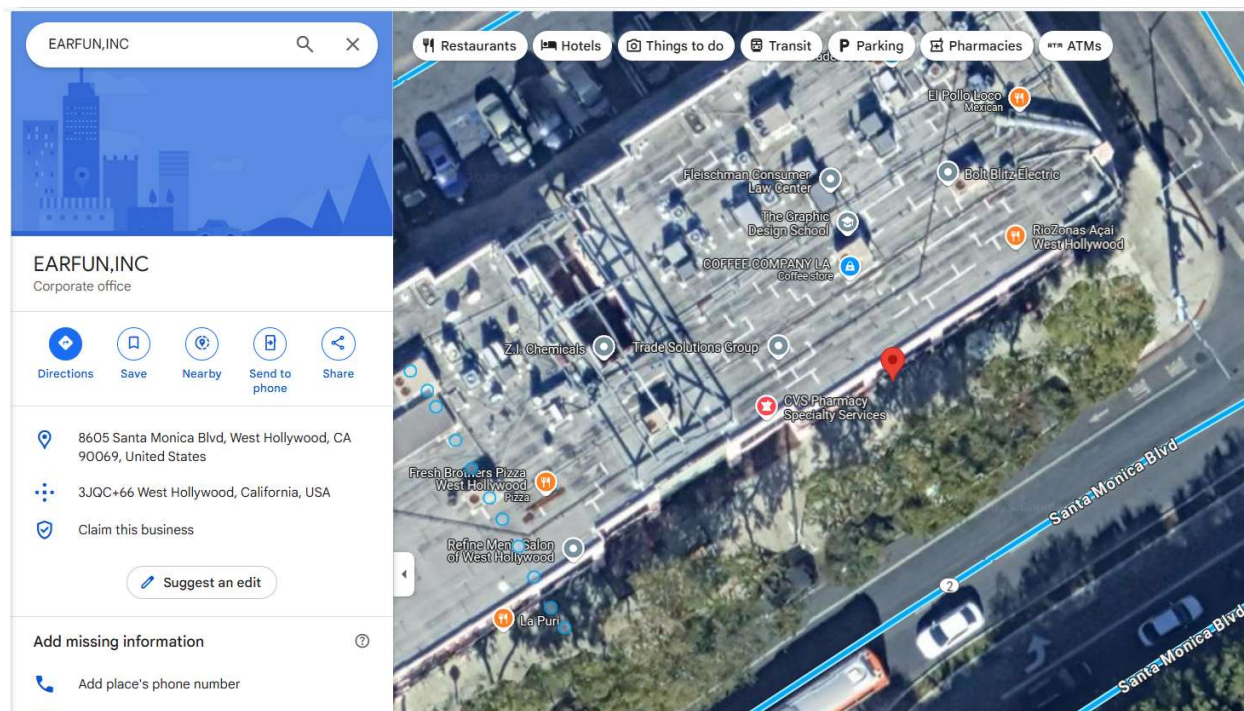 EARFUN,INC
Restaurants
Hotels
Things to do
Transit
P Parking
Pharmacies
ATM ATMs
EARFUN,INC
Corporate office
Directions
Save
Nearby
Send to
phone
Share
8605 Santa Monica Blvd, West Hollywood, CA
90069, United States
3JQC+66 West Hollywood, California, USA
Claim this business
Suggest an edit
Add missing information
Add place's phone number
El Pollo Loco
Mexican
Fleischman Consumer
Law Center
Bolt Blitz Electric
The Graphic
Design School
RioZonas Açai
West Hollywood
COFFEE COMPANY LA
Coffee store
Z.I. Chemicals
Trade Solutions Group
CVS Pharmacy
Specialty Services
Fresh Brothers Pizza
West Hollywood
Pizza
Refine Men's Salon
of West Hollywood
La Puri
Santa Monica Blvd
2
Santa Monica Blvd